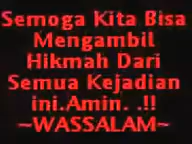 Semoga Kita Bisa
Mengambil
Hikmah Dari
Semua Kejadian
ini.Amin. .!!
~WASSALAM~